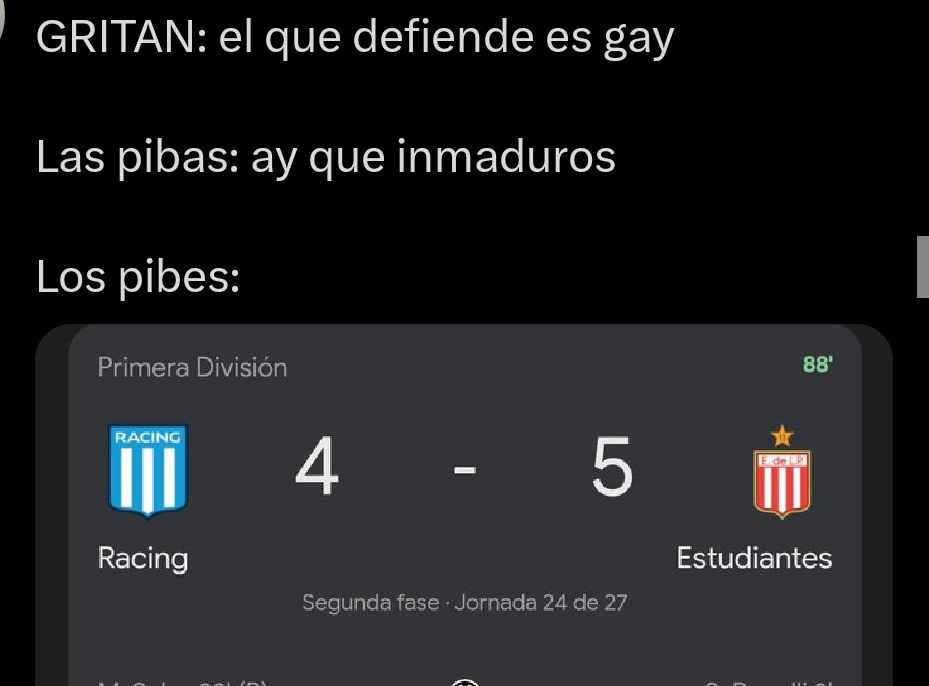 GRITAN: el que defiende es gay
Las pibas: ay que inmaduros
Los pibes:
Primera División
88'
RACING
E. de L.P.
4 - 5
Racing
Estudiantes
Segunda fase · Jornada 24 de 27